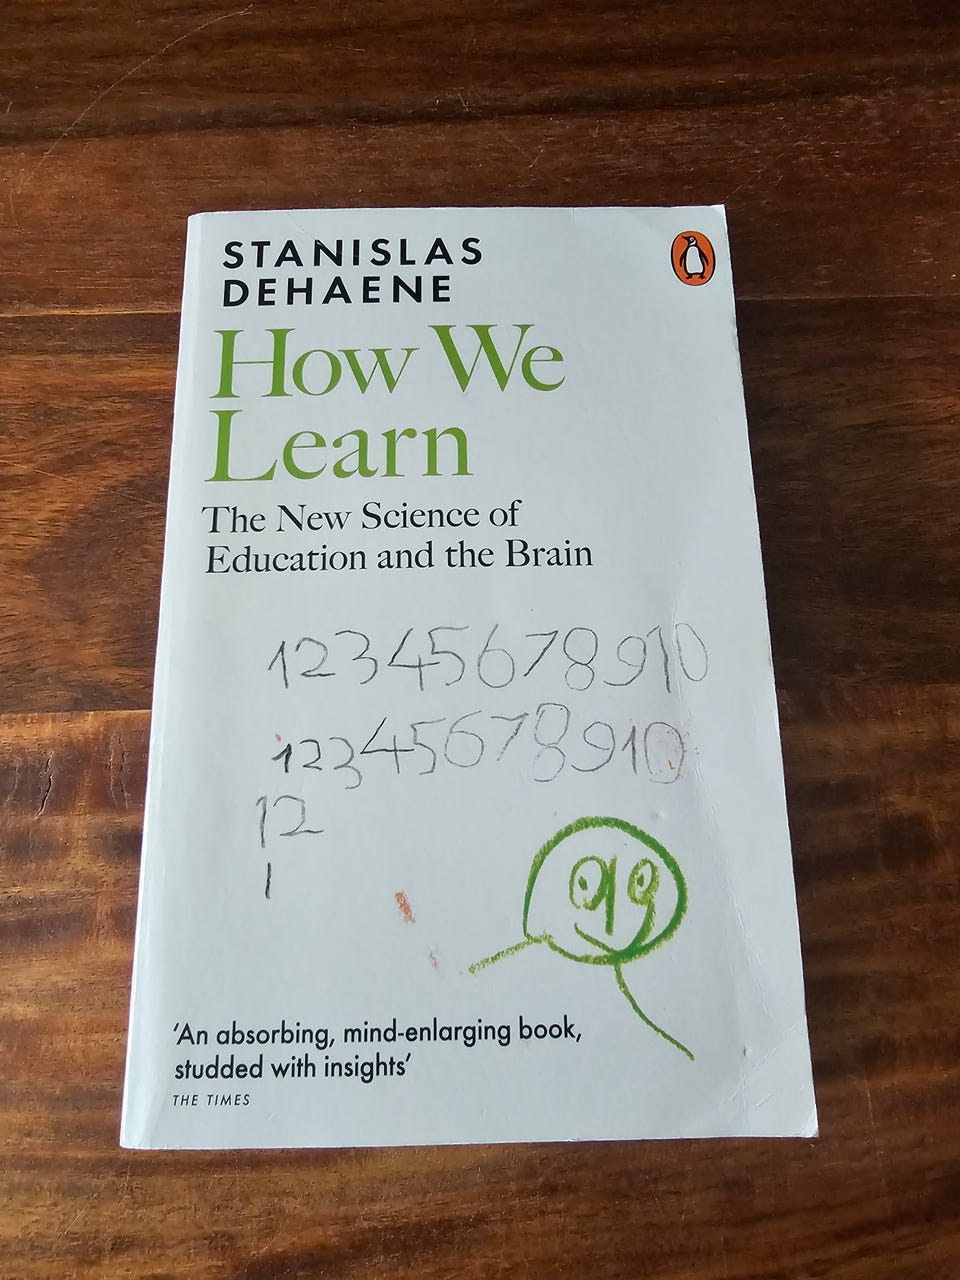 STANISLAS
DEHAENE
How We
Learn
The New Science of
Education and the Brain
12345678910
12345678910
12
1
'An absorbing, mind-enlarging book,
studded with insights'
THE TIMES